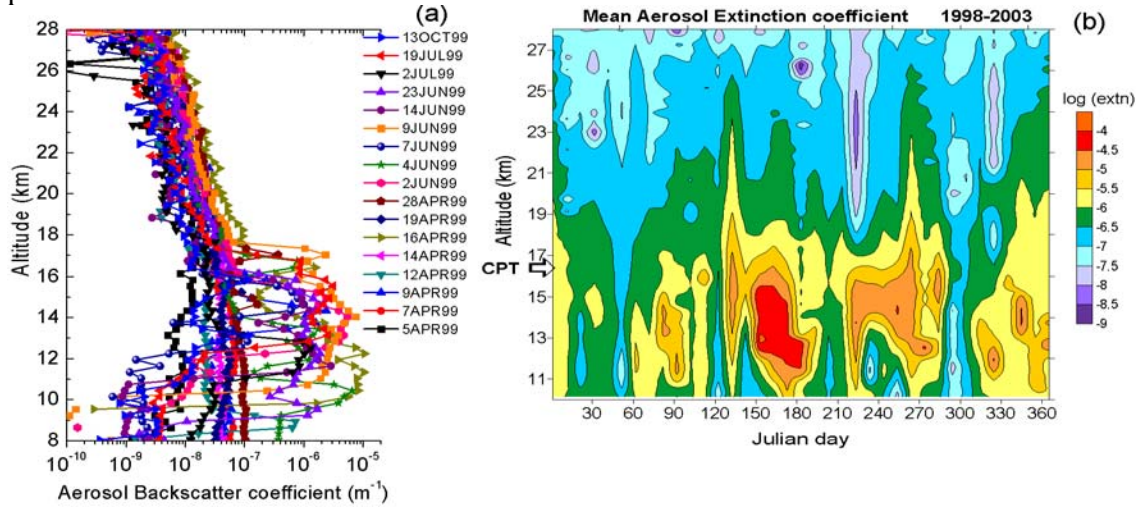 (a)
28
26
24
22
20
18
16
14
12
10
8
Altitude (km)
10-10 10-9 10-8 10-7 10-6 10-5
Aerosol Backscatter coefficient (m-1)
13OCT99
19JUL99
2JUL99
23JUN99
14JUN99
9JUN99
7JUN99
4JUN99
2JUN99
28APR99
19APR99
16APR99
14APR99
12APR99
9APR99
7APR99
5APR99
Mean Aerosol Extinction coefficient 1998-2003 (b)
27
25
23
21
19
17
15
13
11
Altitude (km)
CPT
30 60 90 120 150 180 210 240 270 300 330 360
Julian day
log (extn)
-4
-4.5
-5
-5.5
-6
-6.5
-7
-7.5
-8
-8.5
-9